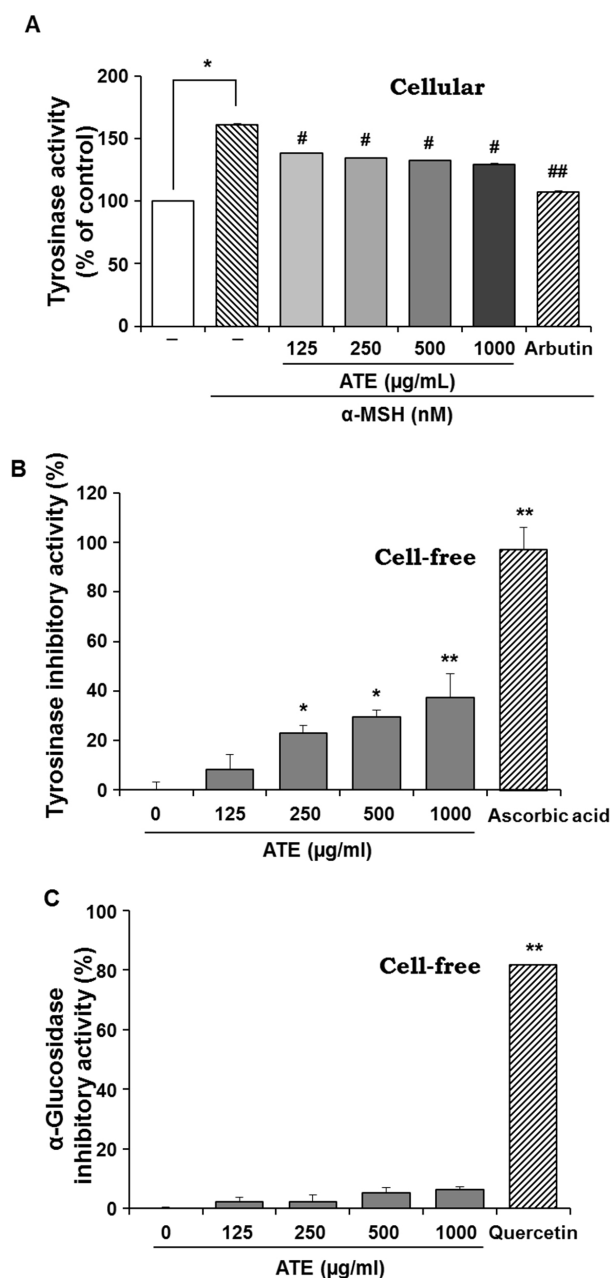 A
*
Cellular
Tyrosinase activity
(% of control)
200
150
100
50
0
#
#
#
#
##
–
–
125
250
500
1000
Arbutin
ATE (µg/mL)
α-MSH (nM)
B
Tyrosinase inhibitory activity (%)
120
100
80
60
40
20
0
Cell-free
*
*
**
**
0
125
250
500
1000
Ascorbic acid
ATE (µg/ml)
C
α-Glucosidase
inhibitory activity (%)
100
80
60
40
20
0
Cell-free
**
0
125
250
500
1000
Quercetin
ATE (µg/ml)